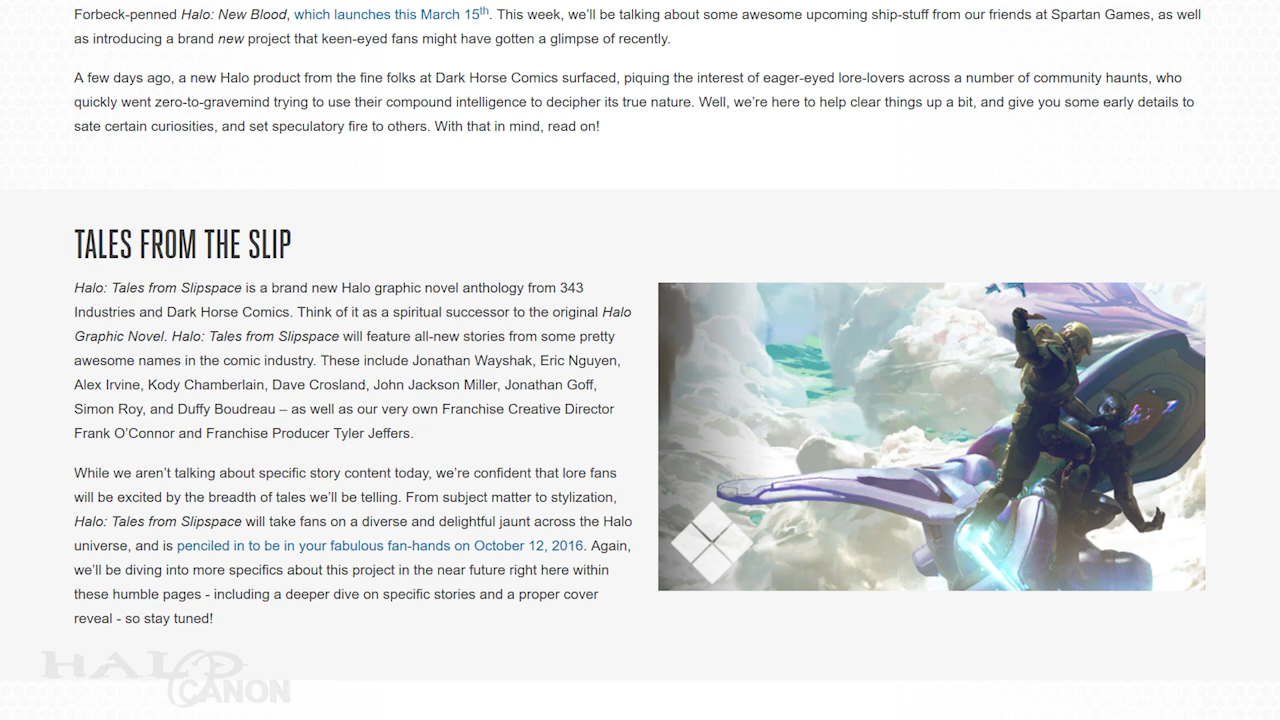 Forbeck-penned Halo: New Blood, which launches this March 15th. This week, we’ll be talking about some awesome upcoming ship-stuff from our friends at Spartan Games, as well
as introducing a brand new project that keen-eyed fans might have gotten a glimpse of recently.
A few days ago, a new Halo product from the fine folks at Dark Horse Comics surfaced, piquing the interest of eager-eyed lore-lovers across a number of community haunts, who
quickly went zero-to-gravemind trying to use their compound intelligence to decipher its true nature. Well, we’re here to help clear things up a bit, and give you some early details to
sate certain curiosities, and set speculatory fire to others. With that in mind, read on!
TALES FROM THE SLIP
Halo: Tales from Slipspace is a brand new Halo graphic novel anthology from 343
Industries and Dark Horse Comics. Think of it as a spiritual successor to the original Halo
Graphic Novel. Halo: Tales from Slipspace will feature all-new stories from some pretty
awesome names in the comic industry. These include Jonathan Wayshak, Eric Nguyen,
Alex Irvine, Kody Chamberlain, Dave Crosland, John Jackson Miller, Jonathan Goff,
Simon Roy, and Duffy Boudreau – as well as our very own Franchise Creative Director
Frank O’Connor and Franchise Producer Tyler Jeffers.
While we aren’t talking about specific story content today, we’re confident that lore fans
will be excited by the breadth of tales we’ll be telling. From subject matter to stylization,
Halo: Tales from Slipspace will take fans on a diverse and delightful jaunt across the Halo
universe, and is penciled in to be in your fabulous fan-hands on October 12, 2016. Again,
we’ll be diving into more specifics about this project in the near future right here within
these humble pages - including a deeper dive on specific stories and a proper cover
reveal - so stay tuned!
HALO
CANON